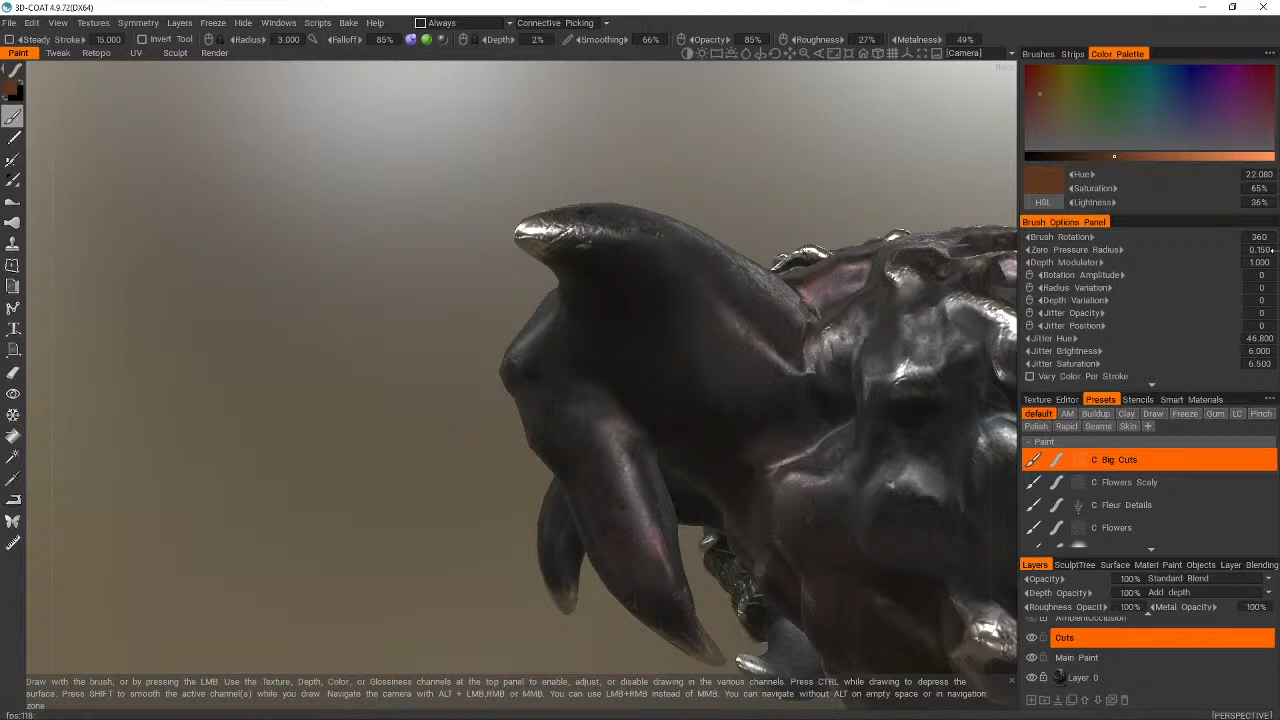 3D-COAT 4.9.72(DX64)
File Edit View Textures Symmetry Layers Freeze Hide Windows Scripts Bake Help Always Connective Picking
Steady Stroke 15.000 Invert Tool Radius 3.000 Falloff 85% Depth 2% Smoothing 66% Opacity 85% Roughness 27% Metalness 49%
Paint Tweak Retopo UV Sculpt Render [Camera]
Back
Brushes Strips Color Palette
Hue 22.080
Saturation 65%
HSL Lightness 36%
Brush Options Panel
Brush Rotation 360
Zero Pressure Radius 0.150
Depth Modulator 1.000
Rotation Amplitude 0
Radius Variation 0
Depth Variation 0
Jitter Opacity 0
Jitter Position 0
Jitter Hue 46.800
Jitter Brightness 6.000
Jitter Saturation 6.500
Vary Color Per Stroke
Texture Editor Presets Stencils Smart Materials
default AM Buildup Clay Draw Freeze Gum LC Pinch
Polish Rapid Seams Skin +
- Paint
C Big Cuts
C Flowers Scaly
C Fleur Details
C Flowers
Layers SculptTree Surface Materi Paint Objects Layer Blending
Opacity 100% Standard Blend
Depth Opacity 100% Add depth
Roughness Opacit 100% Metal Opacity 100%
AmbientOcclusion
Cuts
Main Paint
Layer 0
Draw with the brush, or by pressing the LMB. Use the Texture, Depth, Color, or Glossiness channels at the top panel to enable, adjust, or disable drawing in the various channels. Press CTRL while drawing to depress the
surface. Press SHIFT to smooth the active channel(s) while you draw. Navigate the camera with ALT + LMB,RMB or MMB. You can use LMB+RMB instead of MMB. You can navigate without ALT on empty space or in navigation
zone
fps:118; [PERSPECTIVE]